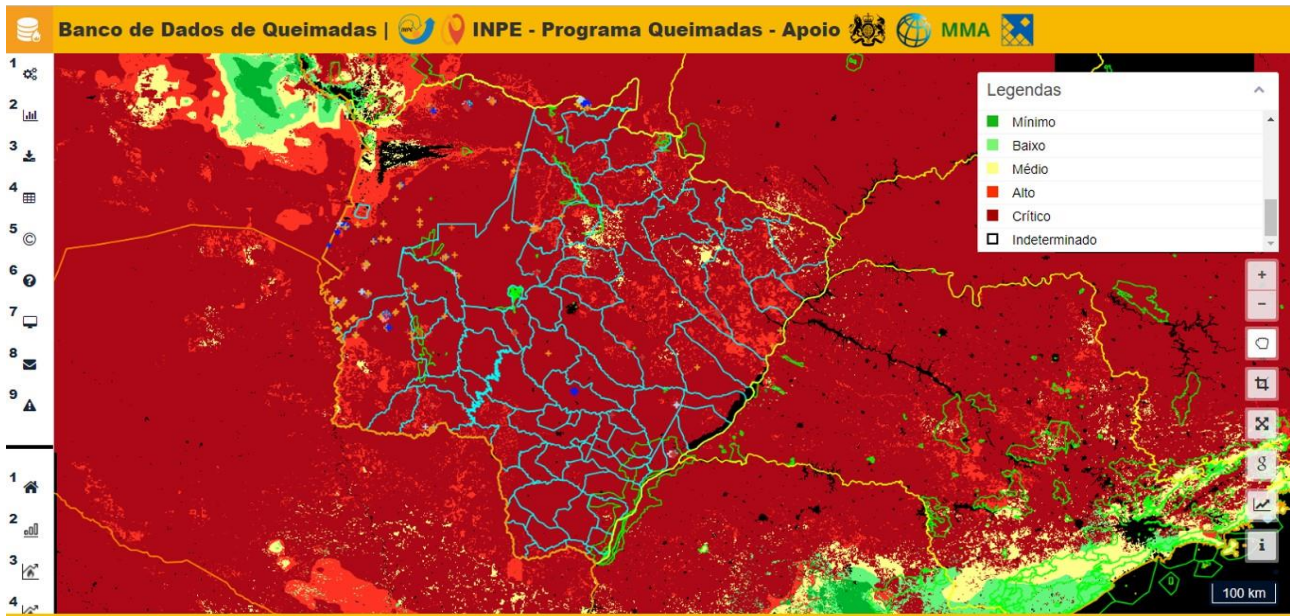 Banco de Dados de Queimadas | INPE INPE - Programa Queimadas - Apoio MMA
1
2
3
4
5
6
7
8
9
1
2
3
4
Legendas
Mínimo
Baixo
Médio
Alto
Crítico
Indeterminado
+
−
g
i
100 km